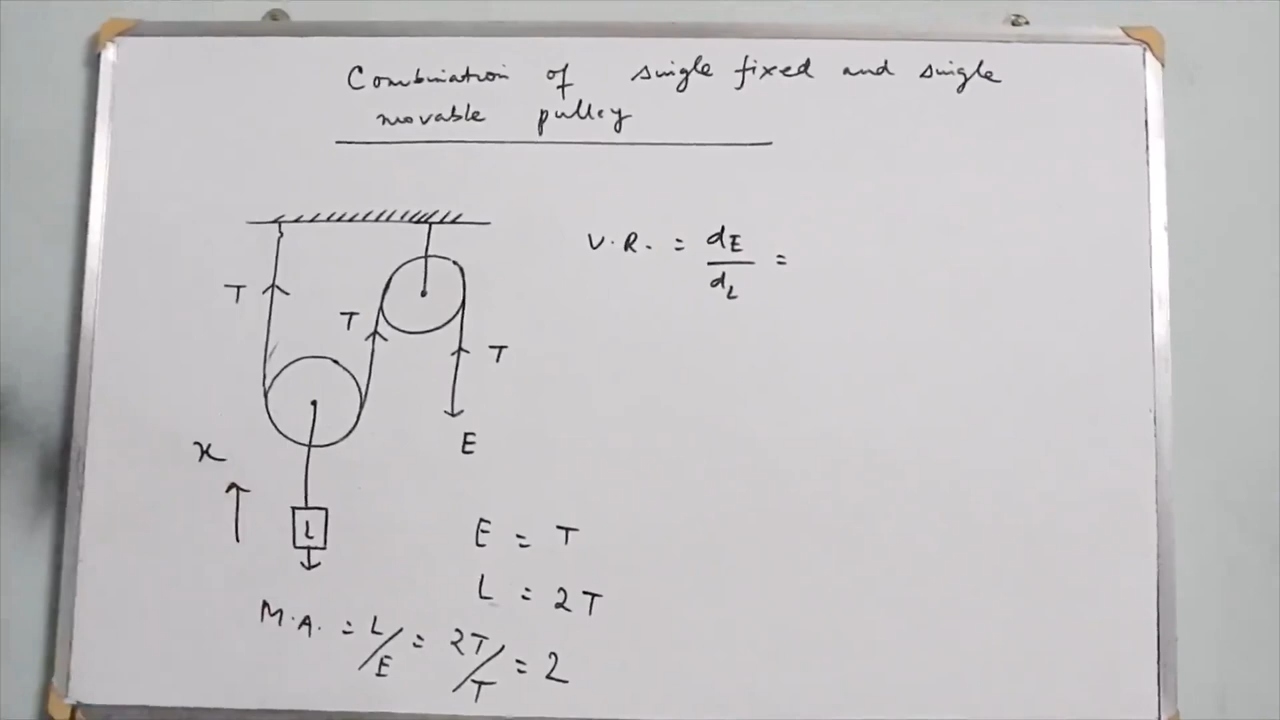 Combination of single fixed and single
movable pulley
V.R. = dE/dL =
T
T
T
E
x
L
E = T
L = 2T
M.A. = L/E = 2T/T = 2